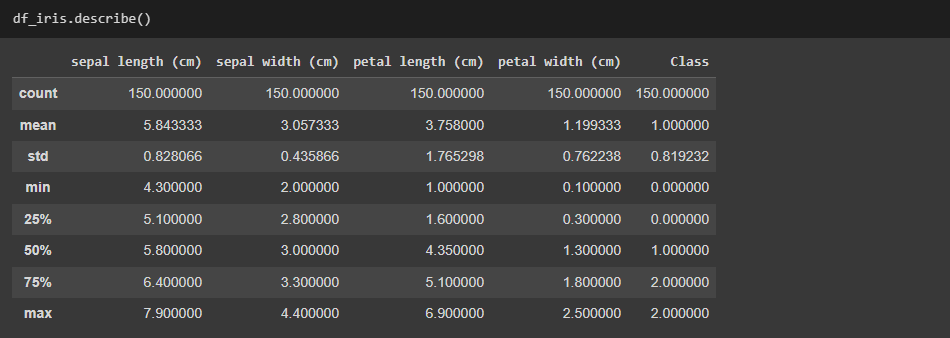 df_iris.describe()
sepal length (cm) sepal width (cm) petal length (cm) petal width (cm) Class
count 150.000000 150.000000 150.000000 150.000000 150.000000
mean 5.843333 3.057333 3.758000 1.199333 1.000000
std 0.828066 0.435866 1.765298 0.762238 0.819232
min 4.300000 2.000000 1.000000 0.100000 0.000000
25% 5.100000 2.800000 1.600000 0.300000 0.000000
50% 5.800000 3.000000 4.350000 1.300000 1.000000
75% 6.400000 3.300000 5.100000 1.800000 2.000000
max 7.900000 4.400000 6.900000 2.500000 2.000000